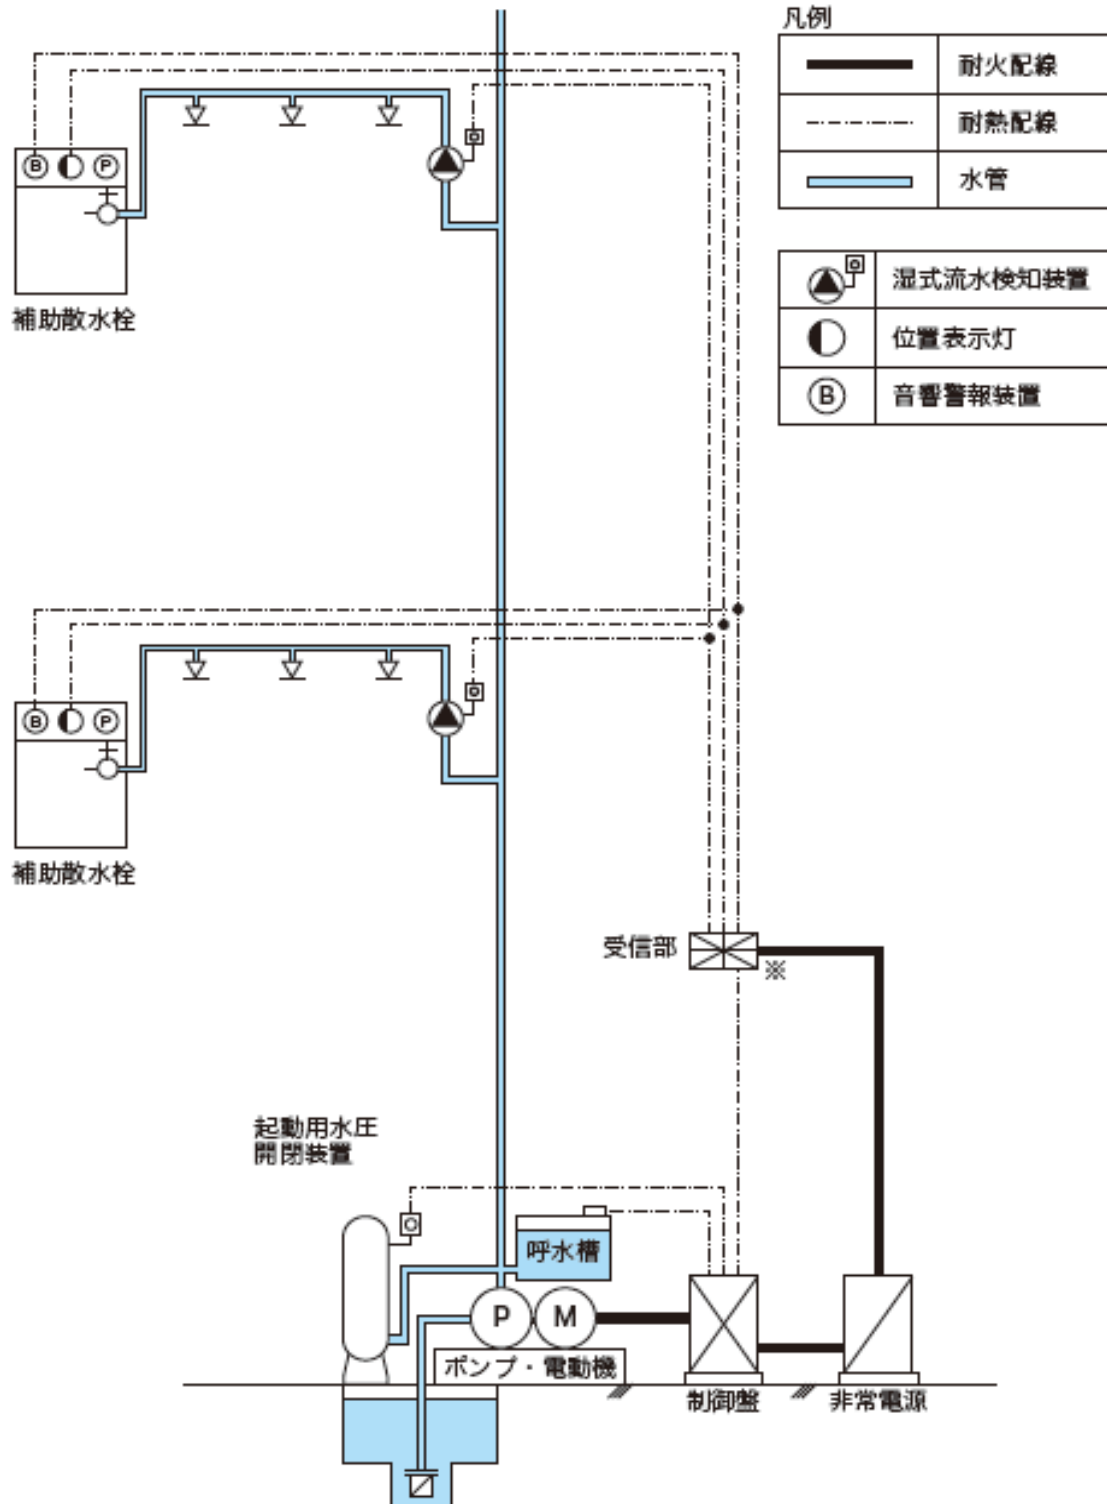 凡例
耐火配線
耐熱配線
水管
湿式流水検知装置
位置表示灯
B
音響警報装置
B
P
補助散水栓
B
P
補助散水栓
受信部
※
起動用水圧
開閉装置
呼水槽
P
M
ポンプ・電動機
制御盤
非常電源